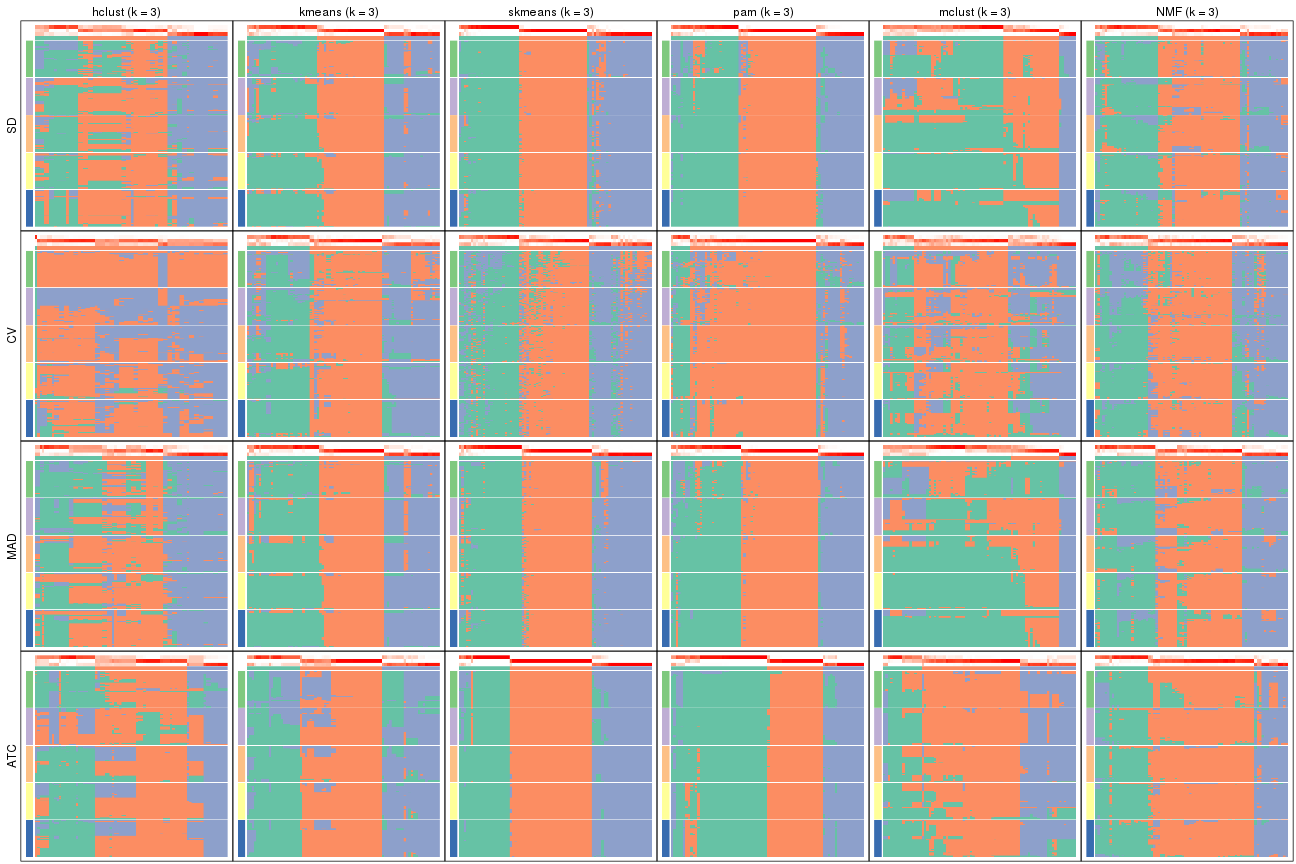 hclust (k = 3)
kmeans (k = 3)
skmeans (k = 3)
pam (k = 3)
mclust (k = 3)
NMF (k = 3)
SD
CV
MAD
ATC